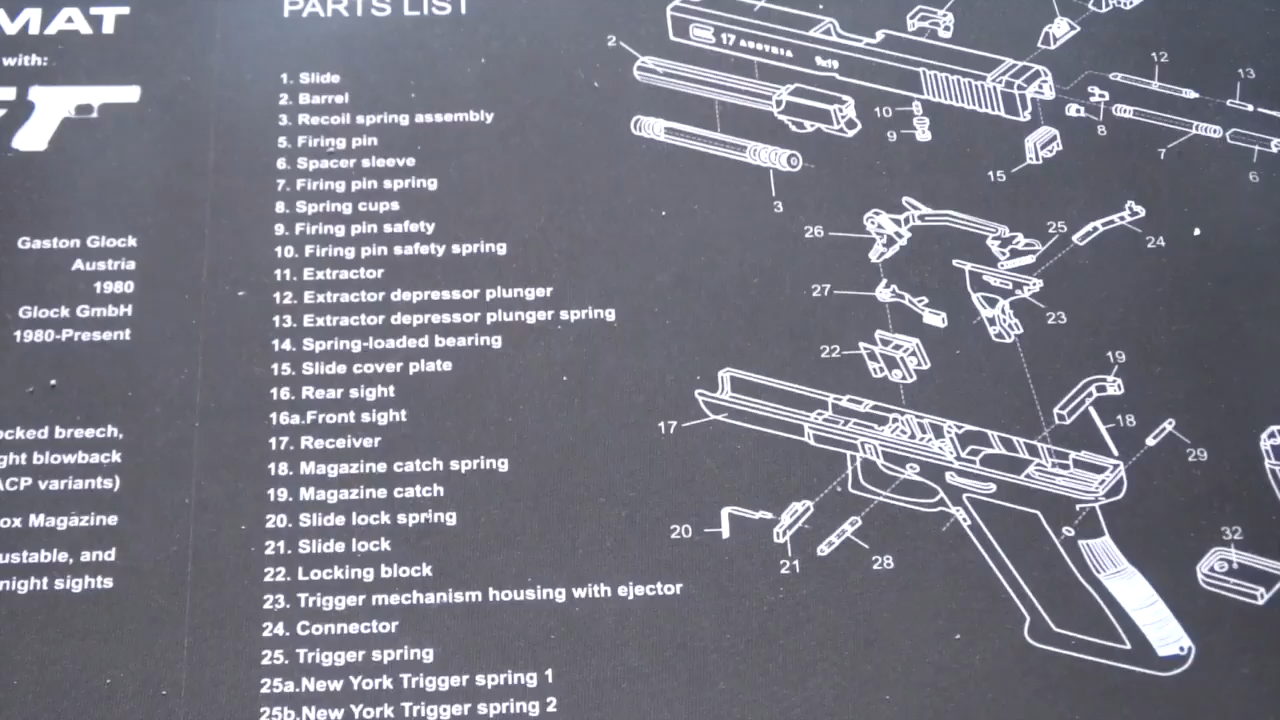 MAT
with:
Gaston Glock
Austria
1980
Glock GmbH
1980-Present
ocked breech,
ght blowback
ACP variants)
ox Magazine
ustable, and
night sights
PARTS LIST
1. Slide
2. Barrel
3. Recoil spring assembly
5. Firing pin
6. Spacer sleeve
7. Firing pin spring
8. Spring cups
9. Firing pin safety
10. Firing pin safety spring
11. Extractor
12. Extractor depressor plunger
13. Extractor depressor plunger spring
14. Spring-loaded bearing
15. Slide cover plate
16. Rear sight
16a.Front sight
17. Receiver
18. Magazine catch spring
19. Magazine catch
20. Slide lock spring
21. Slide lock
22. Locking block
23. Trigger mechanism housing with ejector
24. Connector
25. Trigger spring
25a.New York Trigger spring 1
25b.New York Trigger spring 2
2
17 AUSTRIA 9x19
12
13
10
9
8
7
6
15
3
26
25
24
27
23
22
19
17
18
29
20
21
28
32